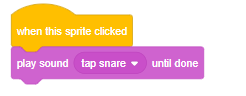 when this sprite clicked
play sound tap snare until done